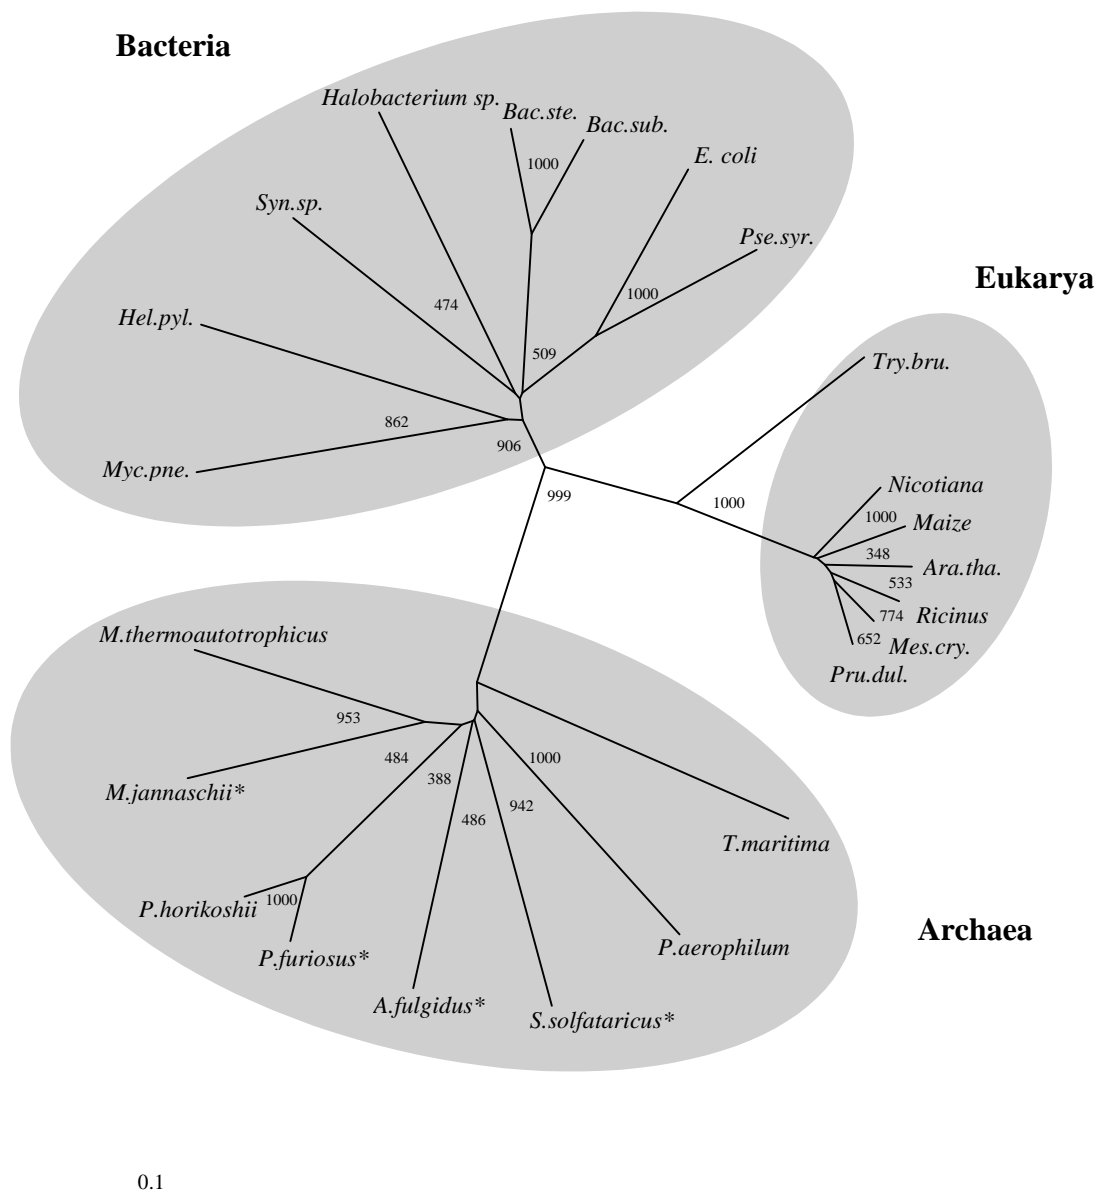 Bacteria
Halobacterium sp.
Bac.ste.
Bac.sub.
1000
E. coli
Syn.sp.
Pse.syr.
Eukarya
1000
474
Hel.pyl.
509
Try.bru.
862
906
Myc.pne.
Nicotiana
999
1000
1000
Maize
348
Ara.tha.
533
Ricinus
774
652
Mes.cry.
Pru.dul.
M.thermoautotrophicus
953
484
1000
388
M.jannaschii*
942
486
T.maritima
1000
P.horikoshii
Archaea
P.aerophilum
P.furiosus*
A.fulgidus*
S.solfataricus*
0.1